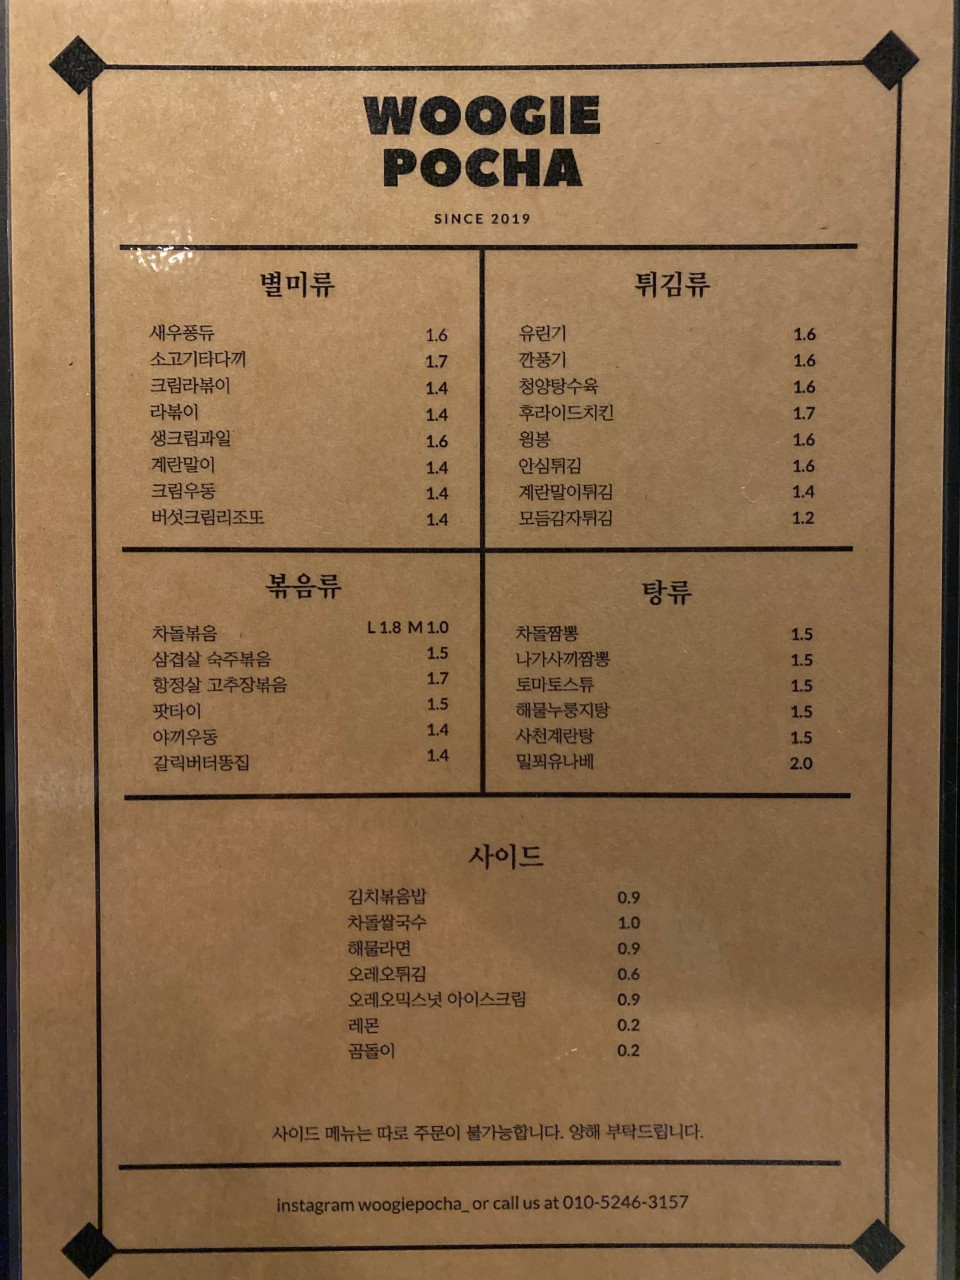 WOOGIE
POCHA
SINCE 2019
별미류
새우퐁듀 1.6
소고기타다끼 1.7
크림라볶이 1.4
라볶이 1.4
생크림과일 1.6
계란말이 1.4
크림우동 1.4
버섯크림리조또 1.4
튀김류
유린기 1.6
깐풍기 1.6
청양탕수육 1.6
후라이드치킨 1.7
윙봉 1.6
안심튀김 1.6
계란말이튀김 1.4
모듬감자튀김 1.2
볶음류
차돌볶음 L 1.8 M 1.0
삼겹살 숙주볶음 1.5
항정살 고추장볶음 1.7
팟타이 1.5
야끼우동 1.4
갈릭버터똥집 1.4
탕류
차돌짬뽕 1.5
나가사끼짬뽕 1.5
토마토스튜 1.5
해물누룽지탕 1.5
사천계란탕 1.5
밀푀유나베 2.0
사이드
김치볶음밥 0.9
차돌쌀국수 1.0
해물라면 0.9
오레오튀김 0.6
오레오믹스넛 아이스크림 0.9
레몬 0.2
곰돌이 0.2
사이드 메뉴는 따로 주문이 불가능합니다. 양해 부탁드립니다.
instagram woogiepocha_ or call us at 010-5246-3157